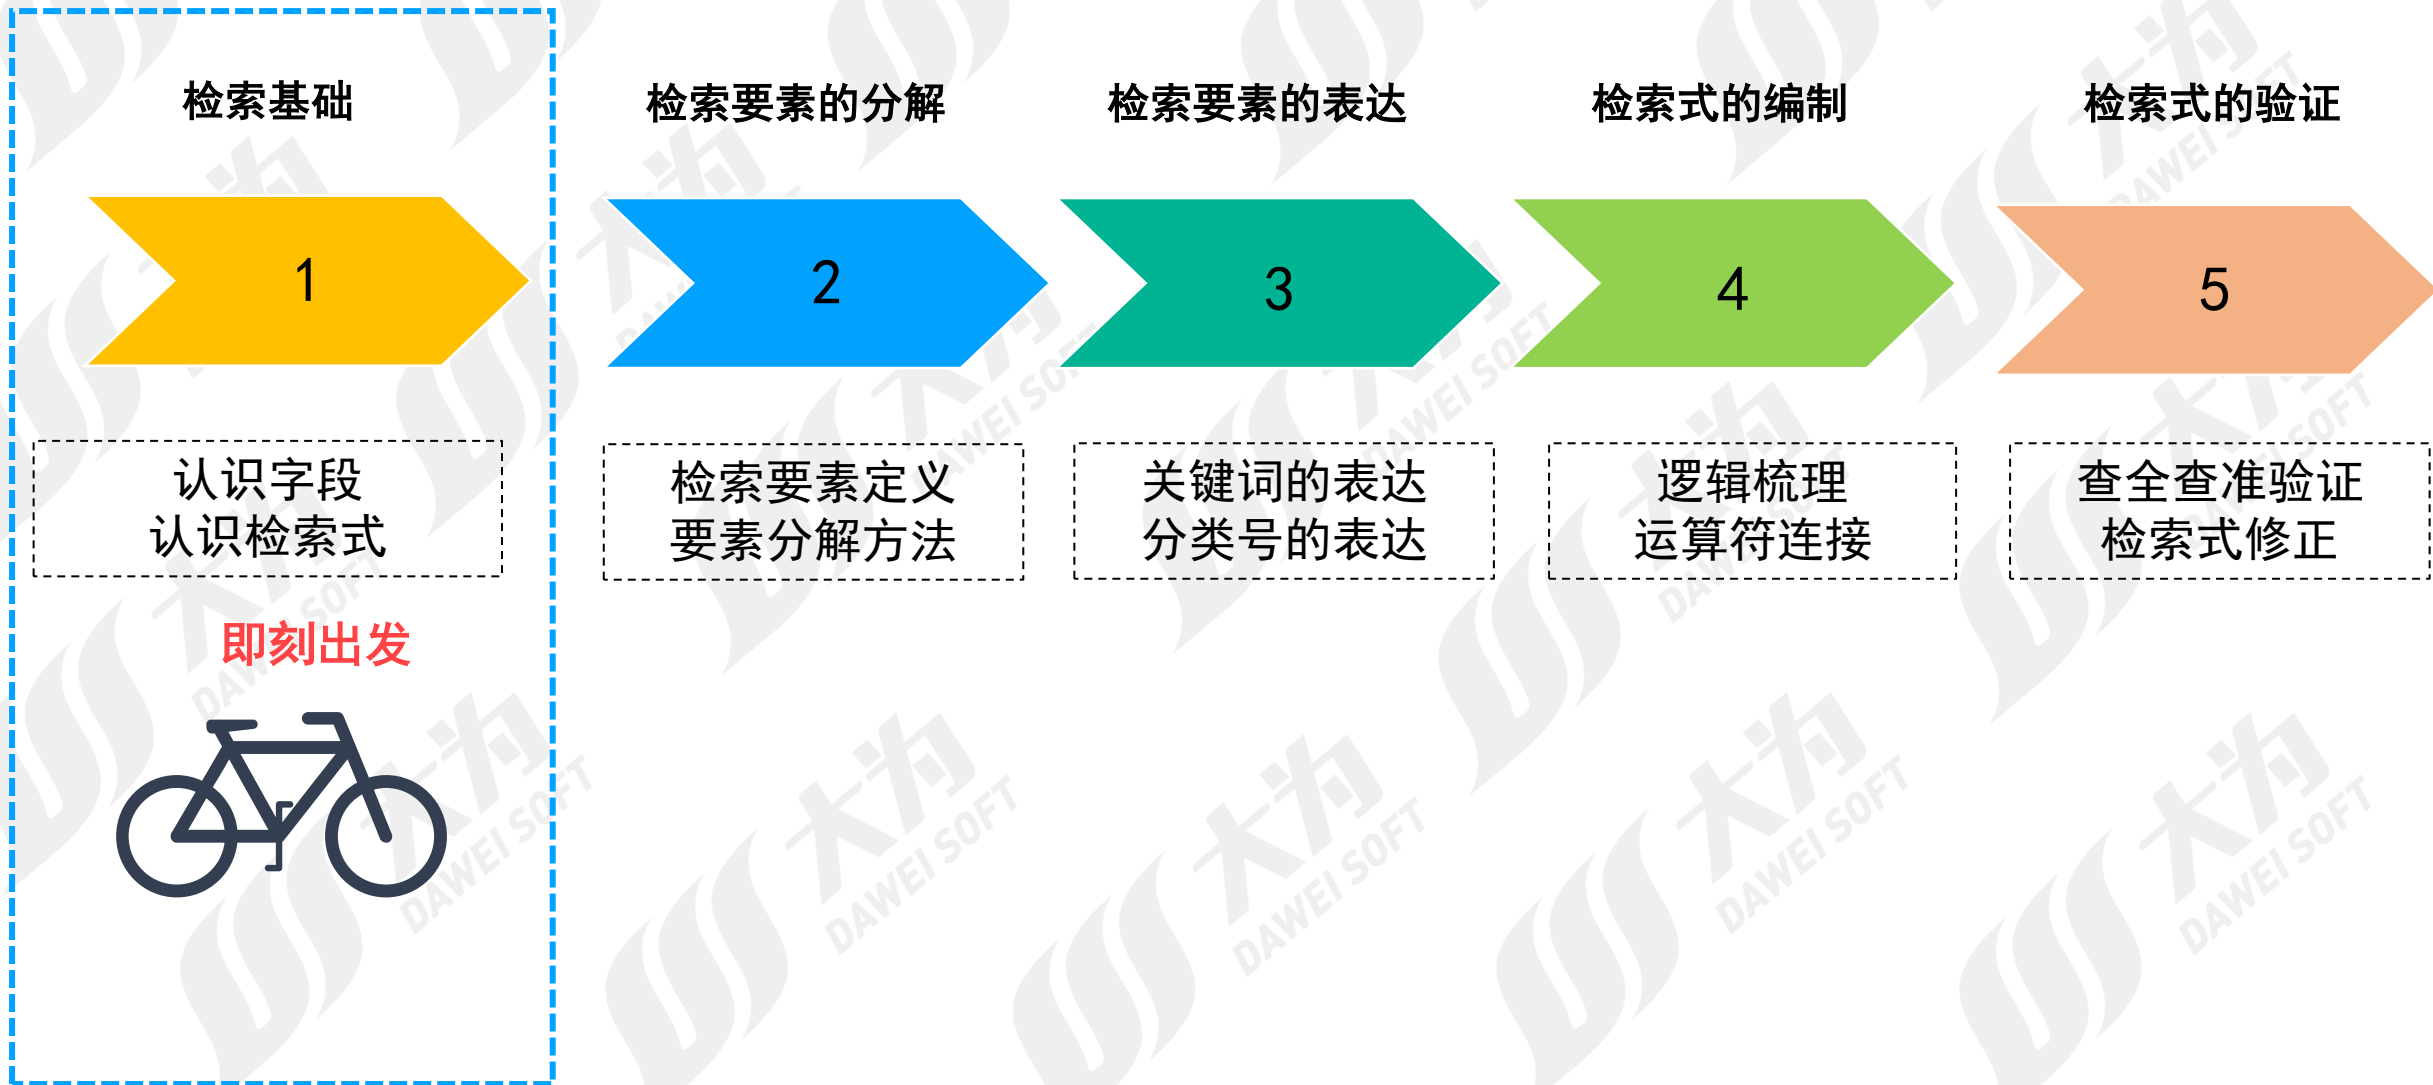 检索基础
检索要素的分解
检索要素的表达
检索式的编制
检索式的验证
1
2
3
4
5
认识字段
认识检索式
检索要素定义
要素分解方法
关键词的表达
分类号的表达
逻辑梳理
运算符连接
查全查准验证
检索式修正
即刻出发
大为
DAWEI SOFT